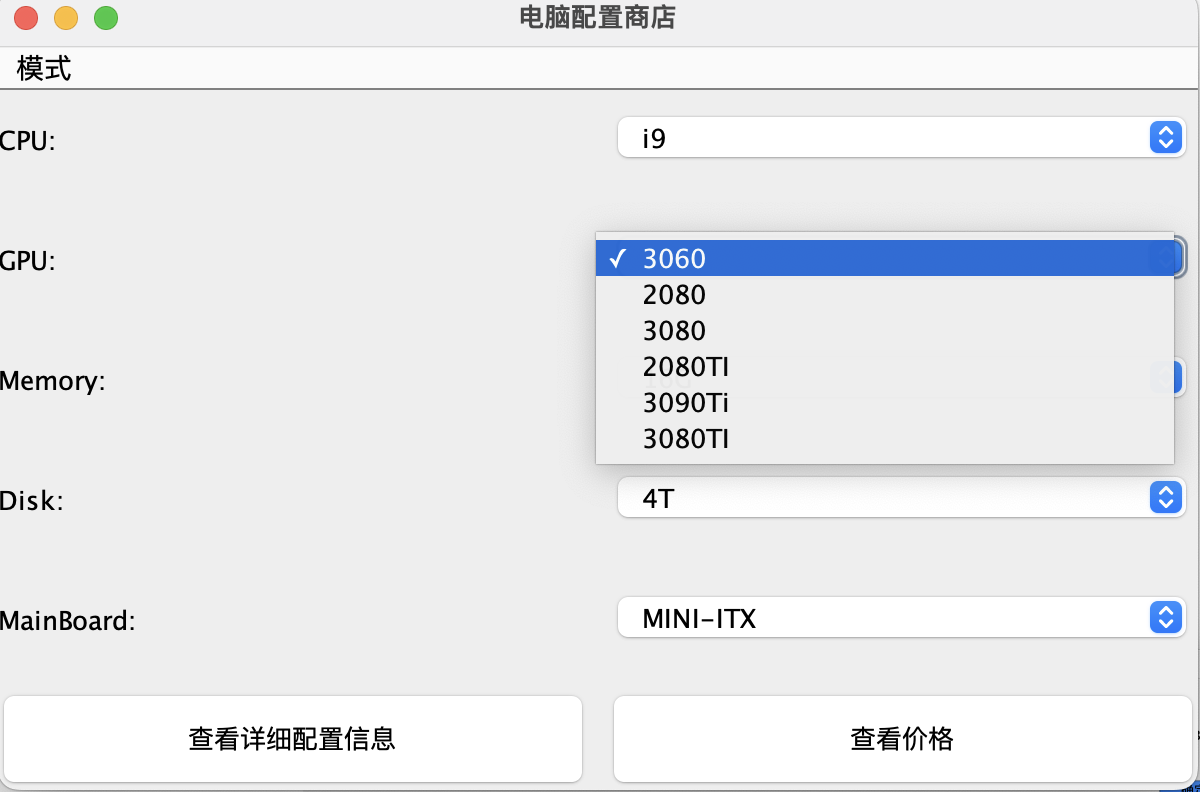 电脑配置商店
模式
CPU:
i9
GPU:
✓ 3060
2080
3080
2080TI
3090Ti
3080TI
Memory:
Disk:
4T
MainBoard:
MINI-ITX
查看详细配置信息
查看价格